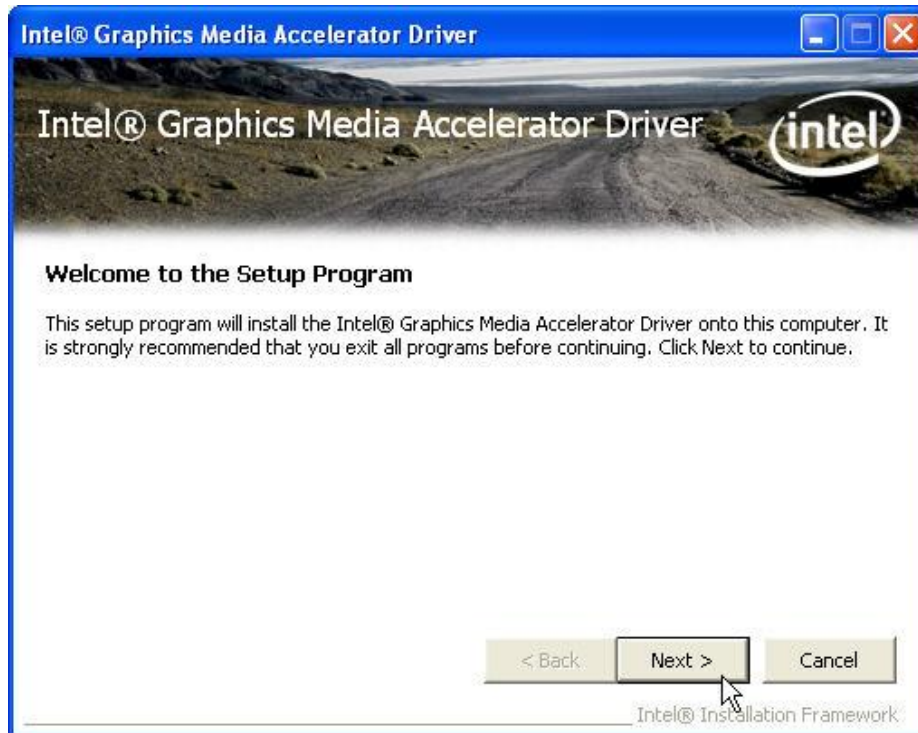 Intel® Graphics Media Accelerator Driver
Intel® Graphics Media Accelerator Driver
intel
Welcome to the Setup Program
This setup program will install the Intel® Graphics Media Accelerator Driver onto this computer. It
is strongly recommended that you exit all programs before continuing. Click Next to continue.
< Back Next > Cancel
Intel® Installation Framework